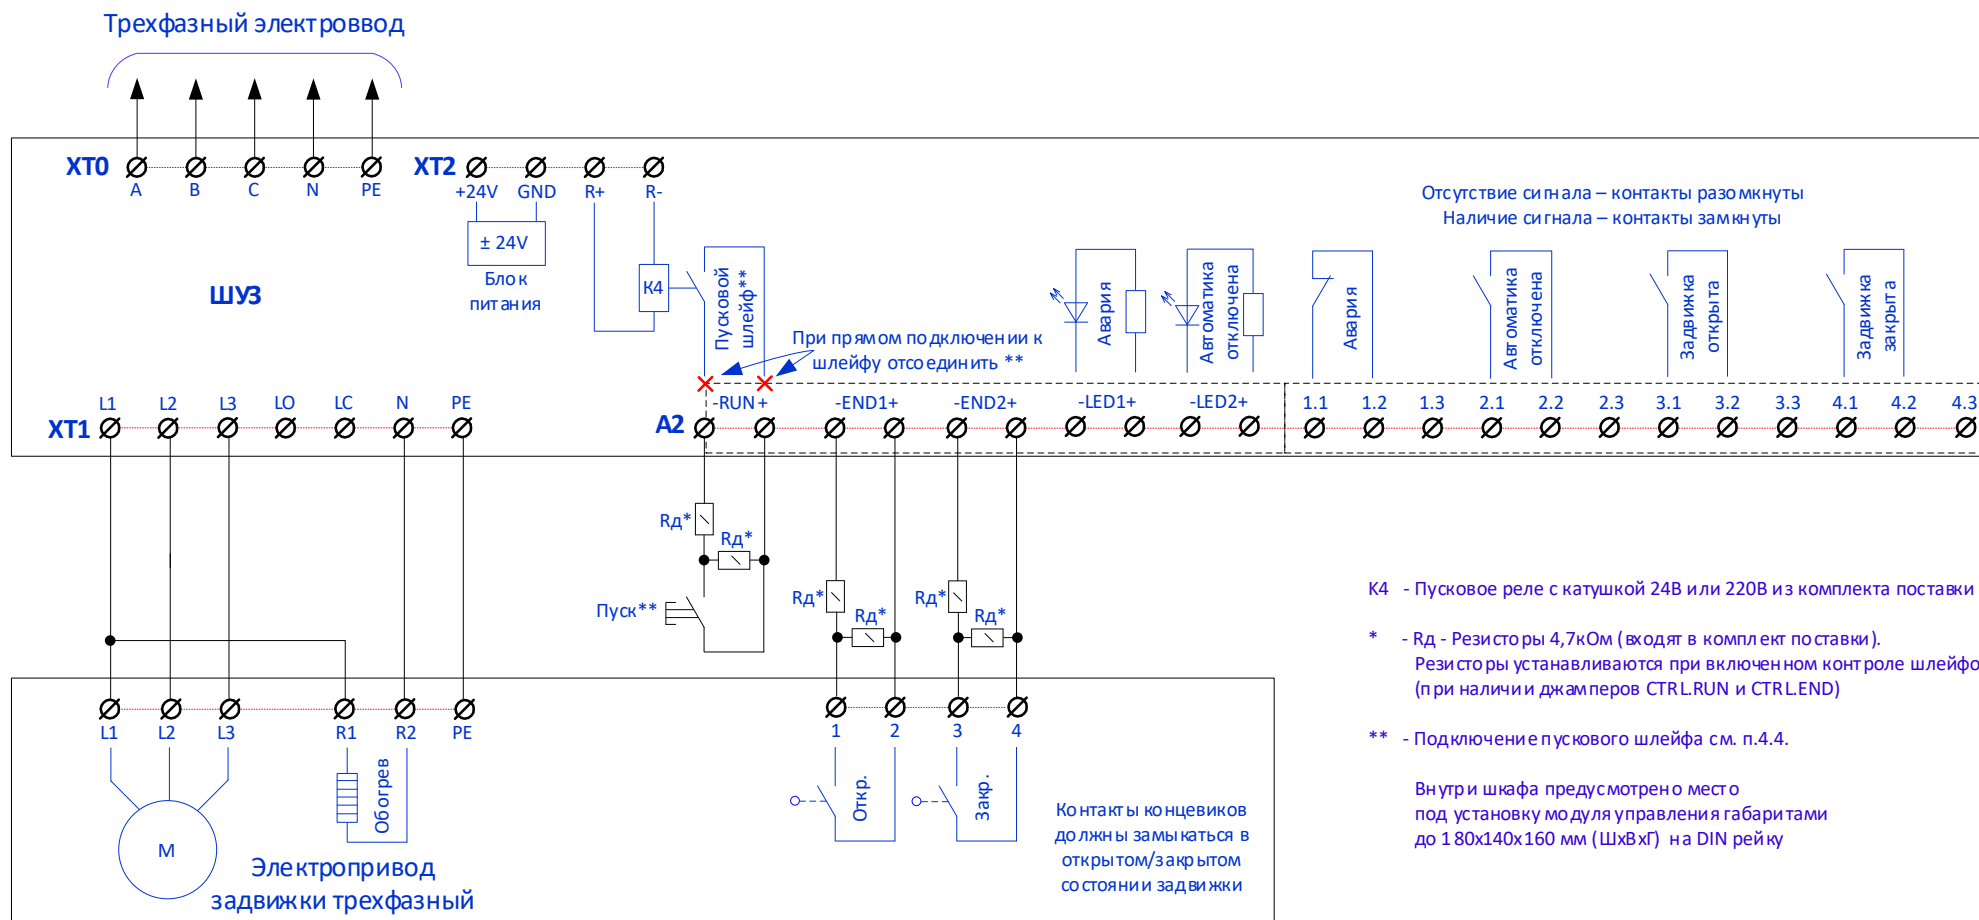 Трехфазный электроввод
XT0
A
B
C
N
PE
XT2
+24V
GND
R+
R-
± 24V
Блок
питания
K4
Пусковой
шлейф**
ШУЗ
При прямом подключении к
шлейфу отсоединить **
Отсутствие сигнала – контакты разомкнуты
Наличие сигнала – контакты замкнуты
Авария
Автоматика
отключена
Авария
Автоматика
отключена
Задвижка
открыта
Задвижка
закрыта
XT1
L1
L2
L3
LO
LC
N
PE
A2
-RUN+
-END1+
-END2+
-LED1+
-LED2+
1.1
1.2
1.3
2.1
2.2
2.3
3.1
3.2
3.3
4.1
4.2
4.3
Rд*
Rд*
Пуск**
Rд*
Rд*
Rд*
Rд*
K4 - Пусковое реле с катушкой 24В или 220В из комплекта поставки
* - Rд - Резисторы 4,7кОм (входят в комплект поставки).
Резисторы устанавливаются при включенном контроле шлейфо
(при наличии джамперов CTRL.RUN и CTRL.END)
** - Подключение пускового шлейфа см. п.4.4.
Внутри шкафа предусмотрено место
под установку модуля управления габаритами
до 180х140х160 мм (ШхВхГ) на DIN рейку
L1
L2
L3
R1
R2
PE
1
2
3
4
Обогрев
M
Откр.
Закр.
Электропривод
задвижки трехфазный
Контакты концевиков
должны замыкаться в
открытом/закрытом
состоянии задвижки